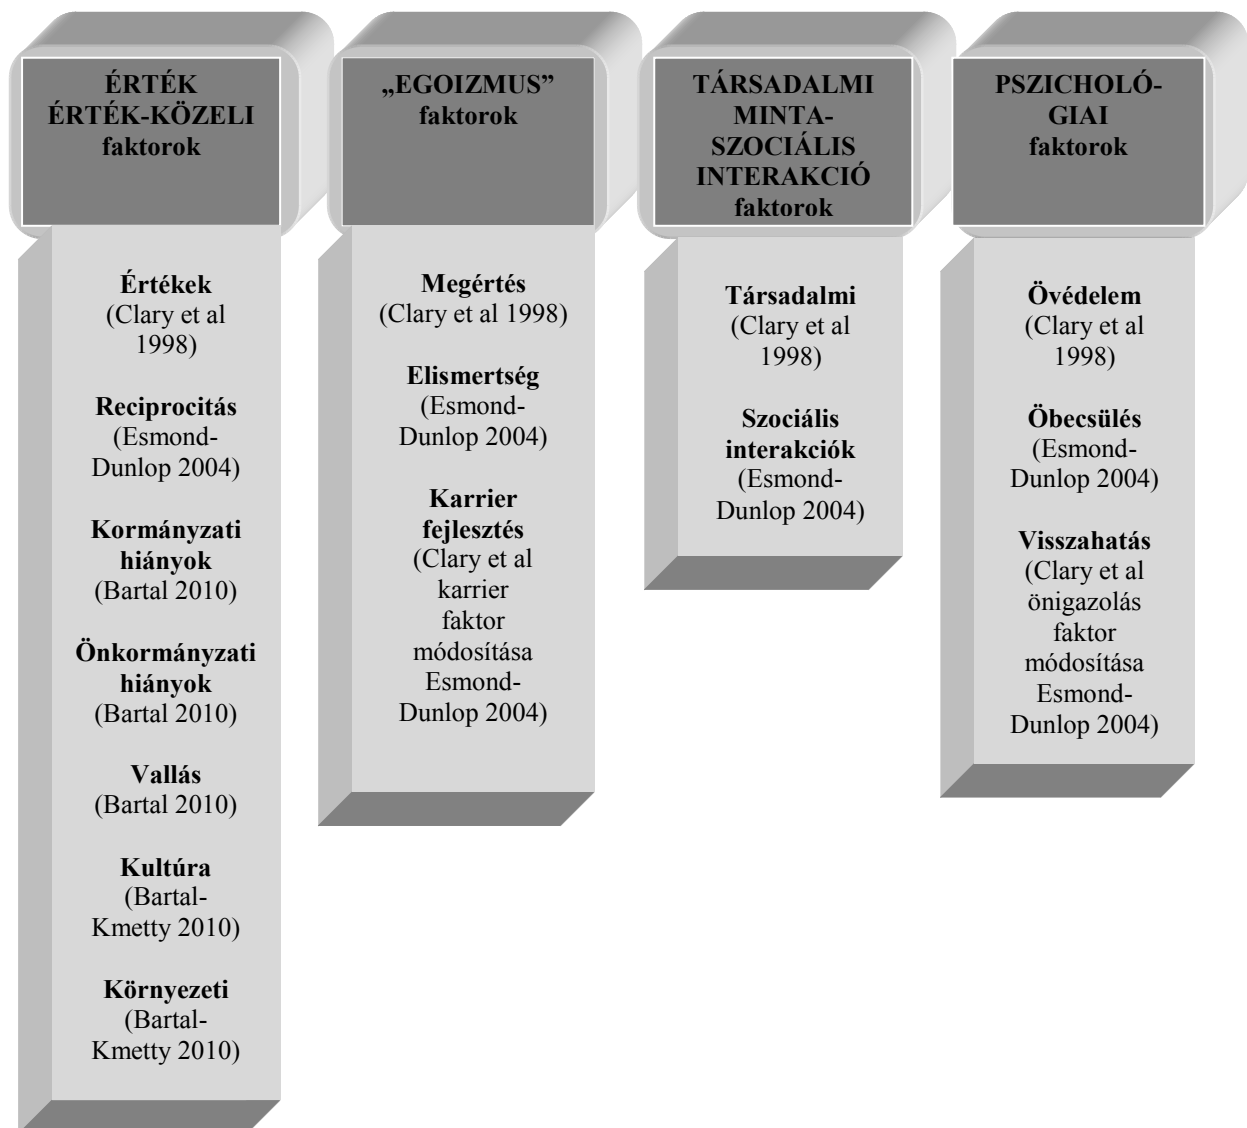 ÉRTÉK
ÉRTÉK-KÖZELI
faktorok
Értékek
(Clary et al
1998)
Reciprocitás
(Esmond-
Dunlop 2004)
Kormányzati
hiányok
(Bartal 2010)
Önkormányzati
hiányok
(Bartal 2010)
Vallás
(Bartal 2010)
Kultúra
(Bartal-
Kmetty 2010)
Környezeti
(Bartal-
Kmetty 2010)
„EGOIZMUS”
faktorok
Megértés
(Clary et al 1998)
Elismertség
(Esmond-
Dunlop 2004)
Karrier
fejlesztés
(Clary et al
karrier
faktor
módosítása
Esmond-
Dunlop 2004)
TÁRSADALMI
MINTA-
SZOCIÁLIS
INTERAKCIÓ
faktorok
Társadalmi
(Clary et al
1998)
Szociális
interakciók
(Esmond-
Dunlop 2004)
PSZICHOLÓ-
GIAI
faktorok
Övédelem
(Clary et al
1998)
Öbecsülés
(Esmond-
Dunlop 2004)
Visszahatás
(Clary et al
önigazolás
faktor
módosítása
Esmond-
Dunlop 2004)